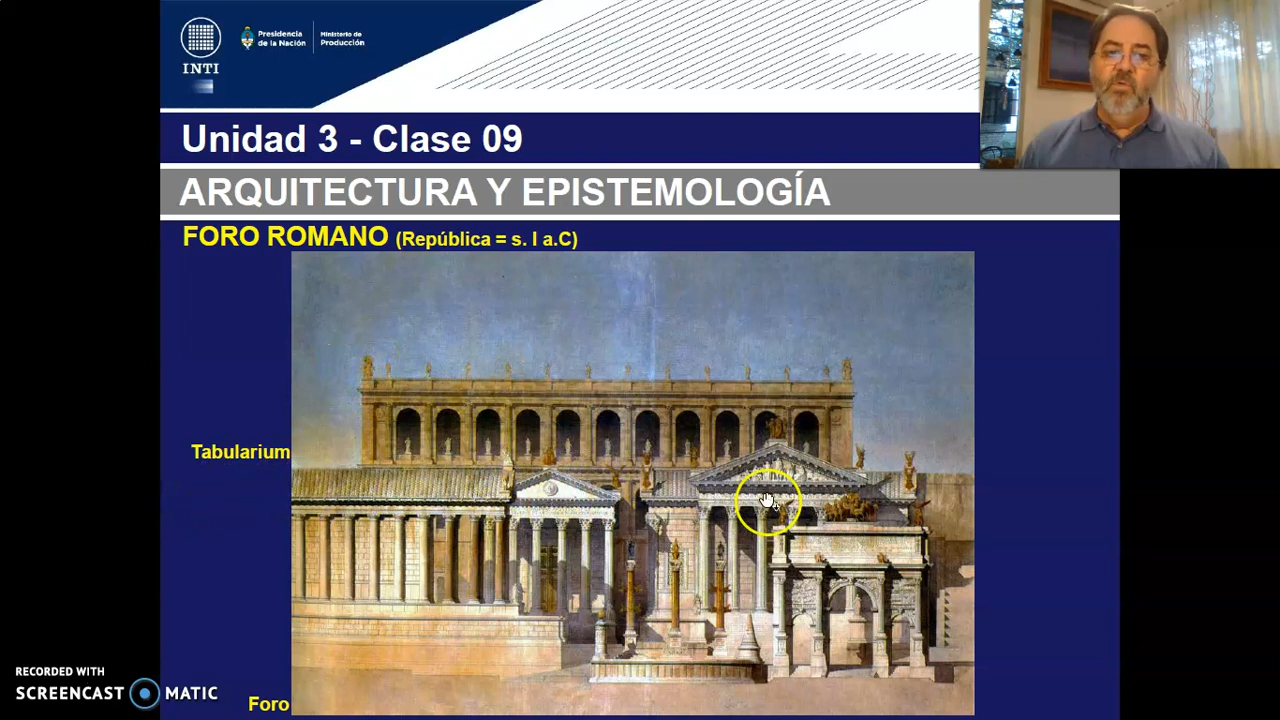 INTI
Presidencia
de la Nación
Ministerio de
Producción
Unidad 3 - Clase 09
ARQUITECTURA Y EPISTEMOLOGÍA
FORO ROMANO (República = s. I a.C)
Tabularium
Foro
RECORDED WITH
SCREENCAST MATIC